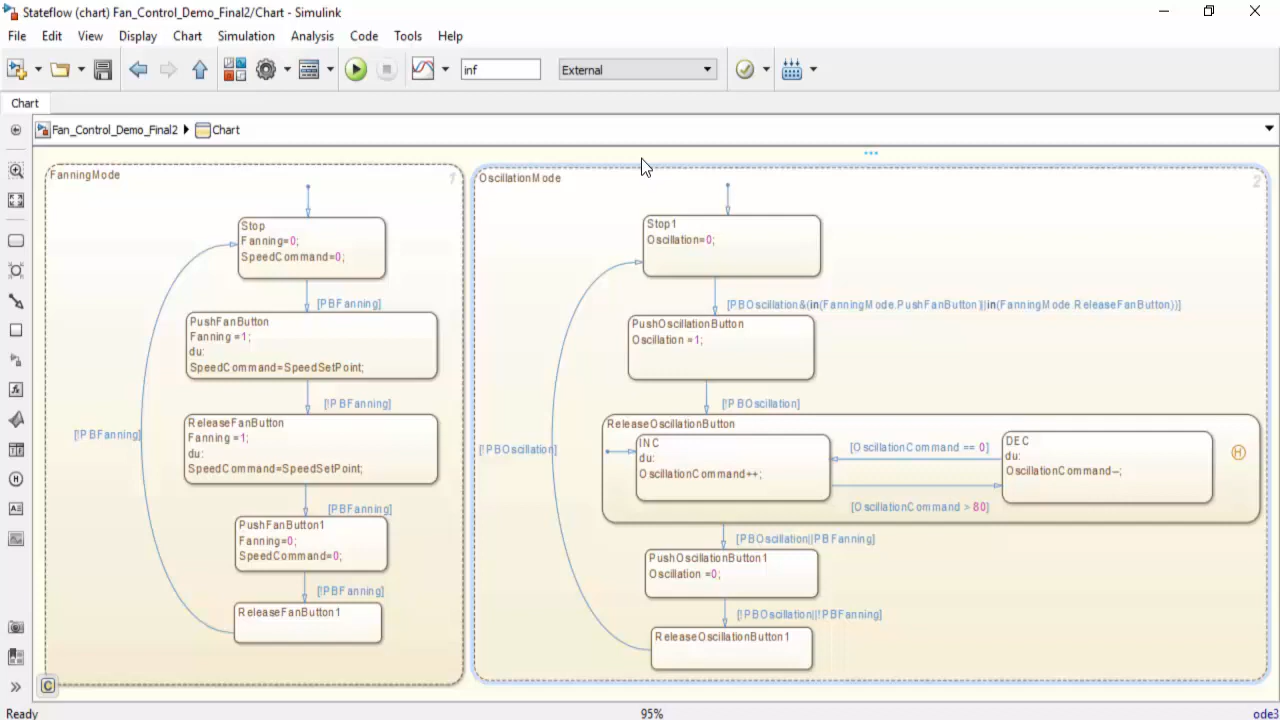 Stateflow (chart) Fan_Control_Demo_Final2/Chart - Simulink
File Edit View Display Chart Simulation Analysis Code Tools Help
inf
External
Chart
Fan_Control_Demo_Final2 Chart
FanningMode
1
Stop
Fanning=0;
SpeedCommand=0;
[PBFanning]
PushFanButton
Fanning =1;
du:
SpeedCommand=SpeedSetPoint;
[!PBFanning]
ReleaseFanButton
Fanning =1;
du:
SpeedCommand=SpeedSetPoint;
[!PBFanning]
[PBFanning]
PushFanButton1
Fanning=0;
SpeedCommand=0;
[!PBFanning]
ReleaseFanButton1
OscillationMode
2
Stop1
Oscillation=0;
[PBOscillation&(in(FanningMode.PushFanButton)||in(FanningMode.ReleaseFanButton))]
PushOscillationButton
Oscillation =1;
[!PBOscillation]
ReleaseOscillationButton
[!PBOscillation]
INC
du:
OscillationCommand++;
[OscillationCommand == 0]
[OscillationCommand > 80]
DEC
du:
OscillationCommand--;
H
[PBOscillation||PBFanning]
PushOscillationButton1
Oscillation =0;
[!PBOscillation||!PBFanning]
ReleaseOscillationButton1
C
Ready
95%
ode3